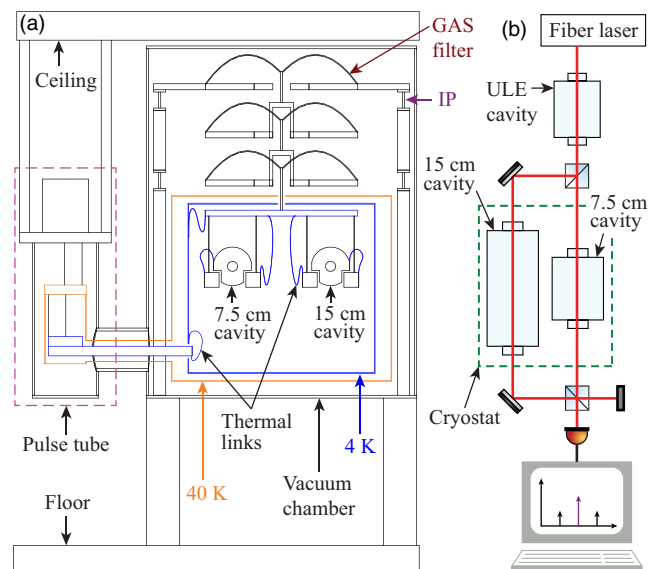 (a)
Ceiling
GAS
filter
IP
7.5 cm
cavity
15 cm
cavity
Thermal
links
Pulse tube
40 K
4 K
Vacuum
chamber
Floor
(b)
Fiber laser
ULE
cavity
15 cm
cavity
7.5 cm
cavity
Cryostat